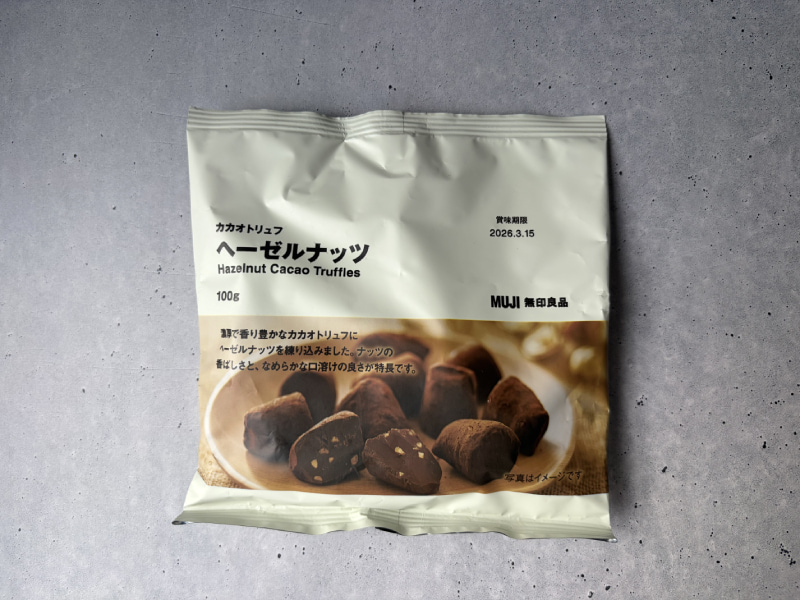 カカオトリュフ
ヘーゼルナッツ
Hazelnut Cacao Truffles
100g
賞味期限
2026.3.15
MUJI 無印良品
濃厚で香り豊かなカカオトリュフに
ヘーゼルナッツを練り込みました。ナッツの
香ばしさと、なめらかな口溶けの良さが特長です。
写真はイメージです